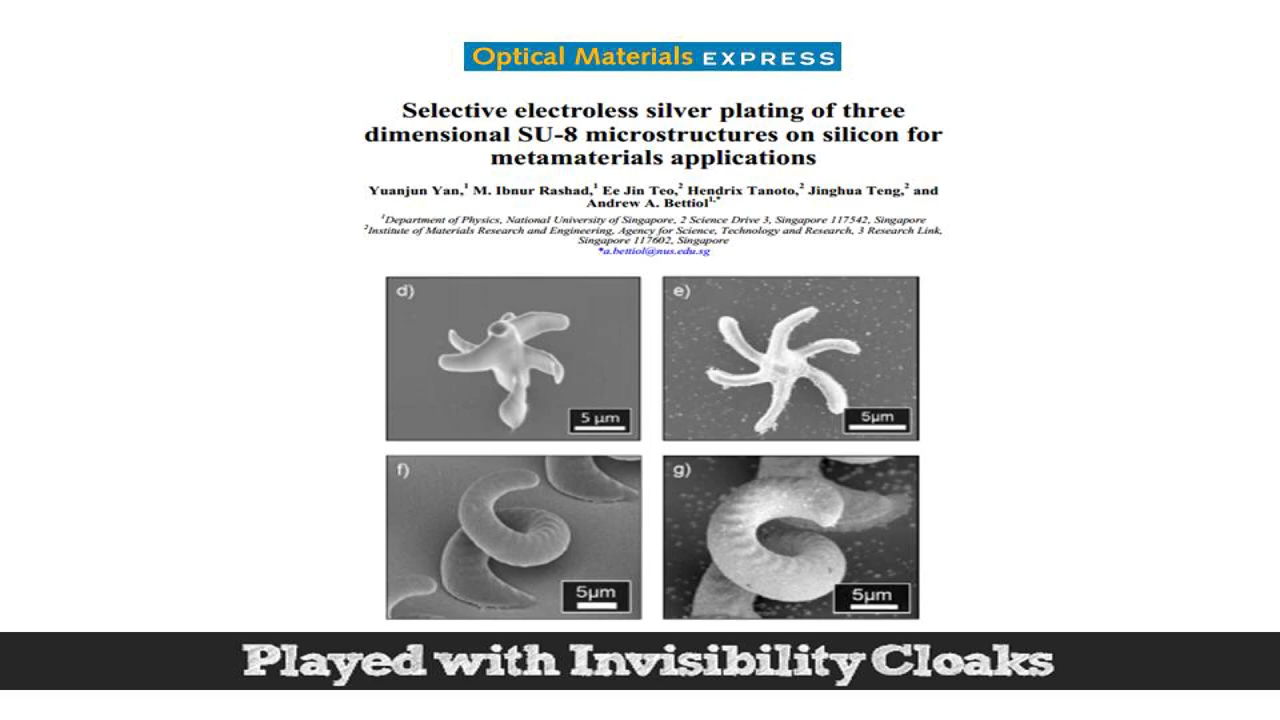 Optical Materials EXPRESS
Selective electroless silver plating of three
dimensional SU-8 microstructures on silicon for
metamaterials applications
Yuanjun Yan,1 M. Ibnur Rashad,1 Ee Jin Teo,2 Hendrix Tanoto,2 Jinghua Teng,2 and
Andrew A. Bettiol1,*
1Department of Physics, National University of Singapore, 2 Science Drive 3, Singapore 117542, Singapore
2Institute of Materials Research and Engineering, Agency for Science, Technology and Research, 3 Research Link,
Singapore 117602, Singapore
*a.bettiol@nus.edu.sg
d)
5 μm
e)
5μm
f)
5μm
g)
5μm
Played with Invisibility Cloaks